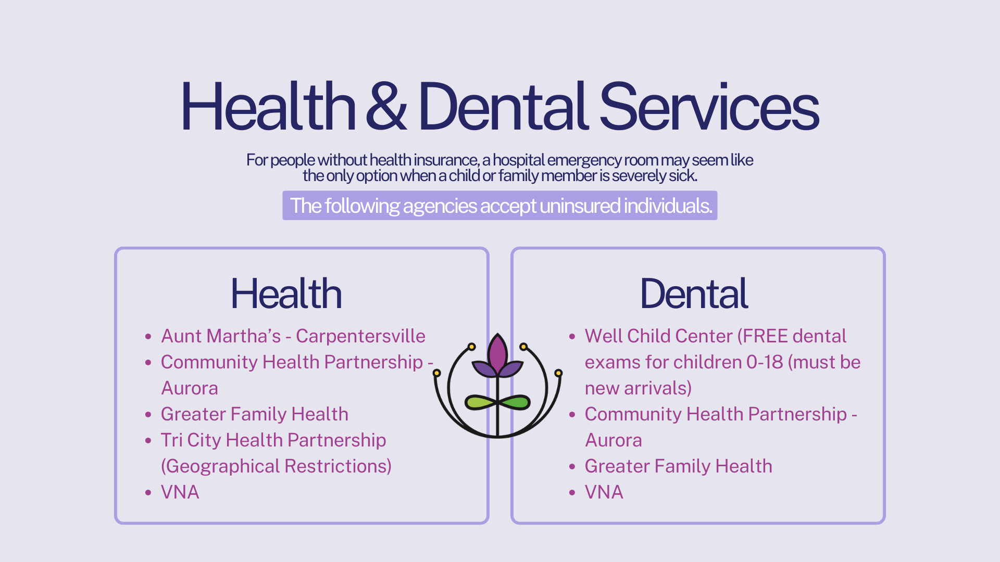 Health & Dental Services
For people without health insurance, a hospital emergency room may seem like
the only option when a child or family member is severely sick.
The following agencies accept uninsured individuals.
Health
• Aunt Martha’s - Carpentersville
• Community Health Partnership -
Aurora
• Greater Family Health
• Tri City Health Partnership
(Geographical Restrictions)
• VNA
Dental
• Well Child Center (FREE dental
exams for children 0-18 (must be
new arrivals)
• Community Health Partnership -
Aurora
• Greater Family Health
• VNA